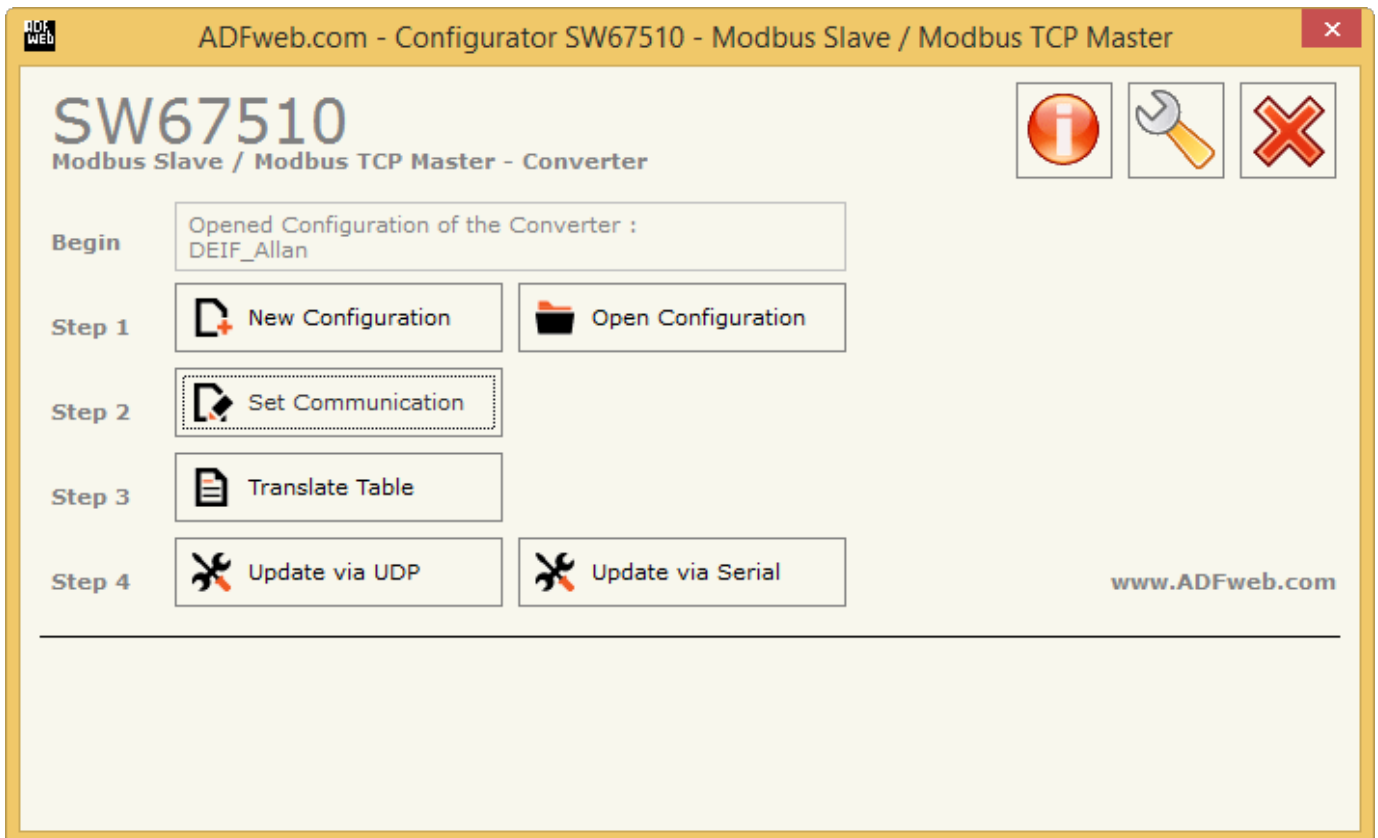 ADF WEB
ADFweb.com - Configurator SW67510 - Modbus Slave / Modbus TCP Master
SW67510
Modbus Slave / Modbus TCP Master - Converter
Begin
Opened Configuration of the Converter :
DEIF_Allan
Step 1
New Configuration
Open Configuration
Step 2
Set Communication
Step 3
Translate Table
Step 4
Update via UDP
Update via Serial
www.ADFweb.com